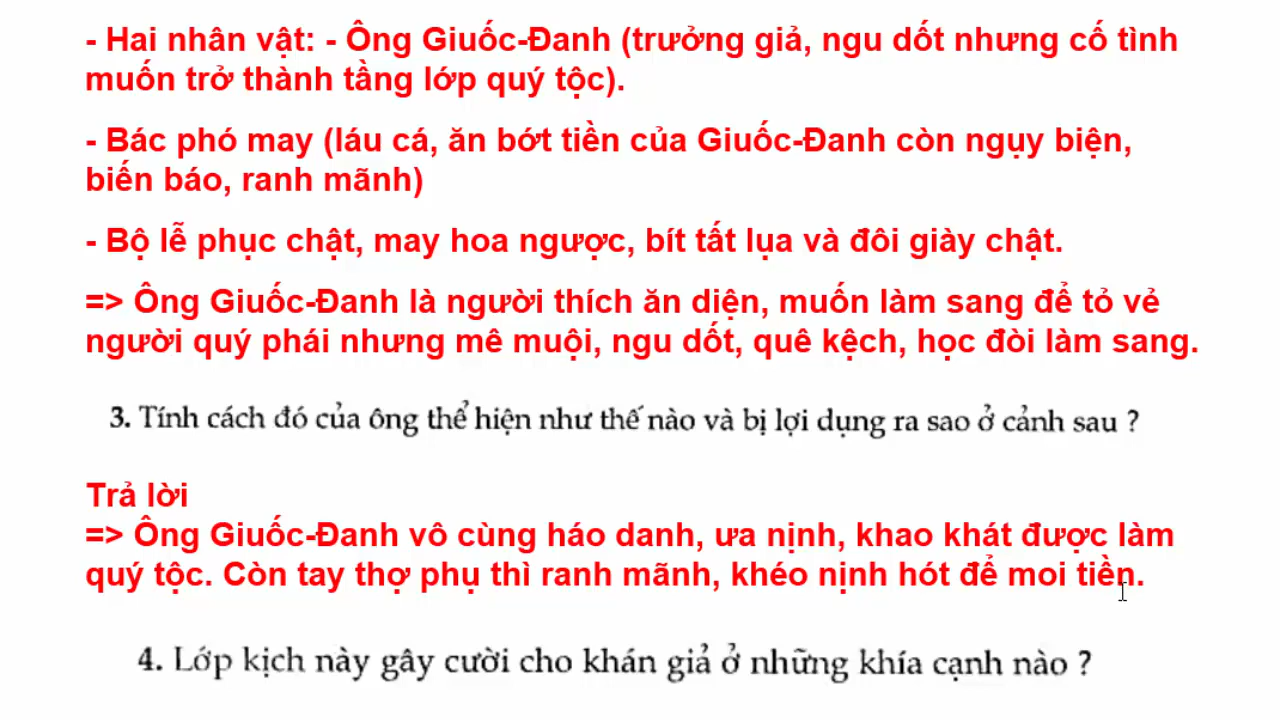 - Hai nhân vật: - Ông Giuốc-Đanh (trưởng giả, ngu dốt nhưng cố tình
muốn trở thành tầng lớp quý tộc).
- Bác phó may (láu cá, ăn bớt tiền của Giuốc-Đanh còn ngụy biện,
biến báo, ranh mãnh)
- Bộ lễ phục chật, may hoa ngược, bít tất lụa và đôi giày chật.
=> Ông Giuốc-Đanh là người thích ăn diện, muốn làm sang để tỏ vẻ
người quý phái nhưng mê muội, ngu dốt, quê kệch, học đòi làm sang.
3. Tính cách đó của ông thể hiện như thế nào và bị lợi dụng ra sao ở cảnh sau ?
Trả lời
=> Ông Giuốc-Đanh vô cùng háo danh, ưa nịnh, khao khát được làm
quý tộc. Còn tay thợ phụ thì ranh mãnh, khéo nịnh hót để moi tiền.
4. Lớp kịch này gây cười cho khán giả ở những khía cạnh nào ?